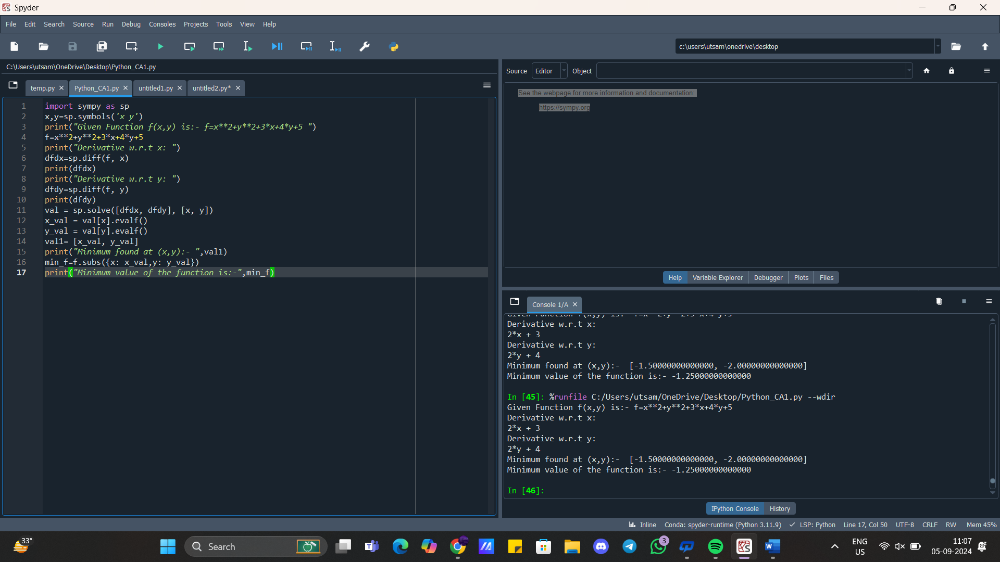 Spyder
File Edit Search Source Run Debug Consoles Projects Tools View Help
c:\users\utsam\onedrive\desktop
C:\Users\utsam\OneDrive\Desktop\Python_CA1.py
temp.py Python_CA1.py untitled1.py untitled2.py*
1 import sympy as sp
2 x,y=sp.symbols('x y')
3 print("Given Function f(x,y) is:- f=x**2+y**2+3*x+4*y+5 ")
4 f=x**2+y**2+3*x+4*y+5
5 print("Derivative w.r.t x: ")
6 dfdx=sp.diff(f, x)
7 print(dfdx)
8 print("Derivative w.r.t y: ")
9 dfdy=sp.diff(f, y)
10 print(dfdy)
11 val = sp.solve([dfdx, dfdy], [x, y])
12 x_val = val[x].evalf()
13 y_val = val[y].evalf()
14 val1= [x_val, y_val]
15 print("Minimum found at (x,y):- ",val1)
16 min_f=f.subs({x: x_val,y: y_val})
17 print("Minimum value of the function is:-",min_f)
Source Editor Object
See the webpage for more information and documentation:
https://sympy.org
Help Variable Explorer Debugger Plots Files
Console 1/A
Given Function f(x,y) is:- f=x**2+y**2+3*x+4*y+5
Derivative w.r.t x:
2*x + 3
Derivative w.r.t y:
2*y + 4
Minimum found at (x,y):-  [-1.50000000000000, -2.00000000000000]
Minimum value of the function is:- -1.25000000000000
In [45]: %runfile C:/Users/utsam/OneDrive/Desktop/Python_CA1.py --wdir
Given Function f(x,y) is:- f=x**2+y**2+3*x+4*y+5
Derivative w.r.t x:
2*x + 3
Derivative w.r.t y:
2*y + 4
Minimum found at (x,y):-  [-1.50000000000000, -2.00000000000000]
Minimum value of the function is:- -1.25000000000000
In [46]:
IPython Console History
Inline Conda: spyder-runtime (Python 3.11.9) LSP: Python Line 17, Col 50 UTF-8 CRLF RW Mem 45%
33°
Search
3
ENG
US
11:07
05-09-2024